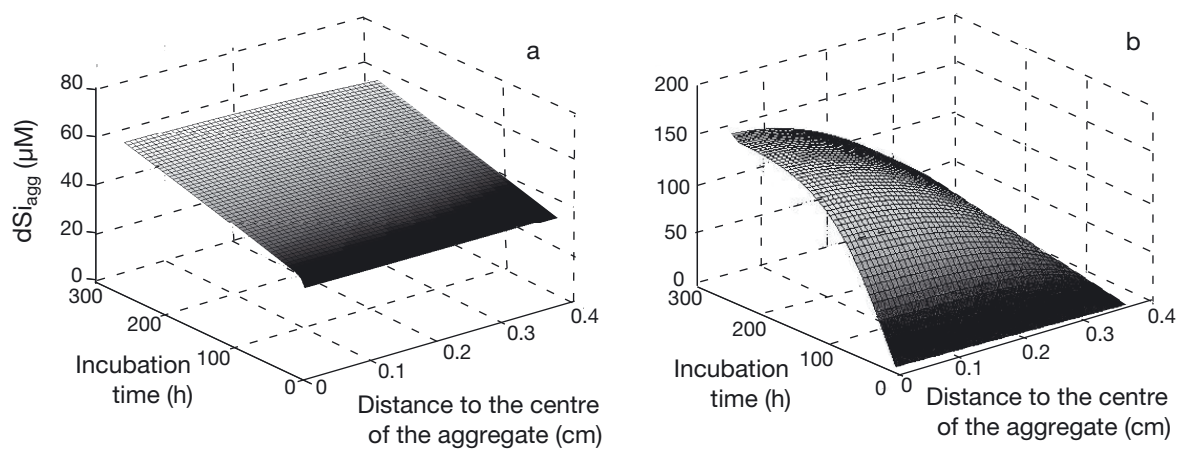 a
80
60
40
20
0
dSi_agg (µM)
300
200
100
0
Incubation
time (h)
0
0.1
0.2
0.3
0.4
Distance to the centre
of the aggregate (cm)
b
200
150
100
50
0
300
200
100
0
Incubation
time (h)
0
0.1
0.2
0.3
0.4
Distance to the centre
of the aggregate (cm)